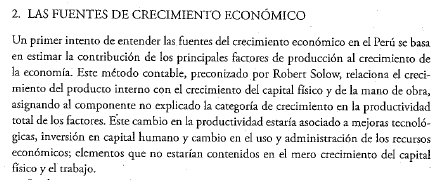 2. LAS FUENTES DE CRECIMIENTO ECONÓMICO
Un primer intento de entender las fuentes del crecimiento económico en el Perú se basa
en estimar la contribución de los principales factores de producción al crecimiento de
la economía. Este método contable, preconizado por Robert Solow, relaciona el creci-
miento del producto interno con el crecimiento del capital físico y de la mano de obra,
asignando al componente no explicado la categoría de crecimiento en la productividad
total de los factores. Este cambio en la productividad estaría asociado a mejoras tecnoló-
gicas, inversión en capital humano y cambio en el uso y administración de los recursos
económicos; elementos que no estarían contenidos en el mero crecimiento del capital
físico y el trabajo.